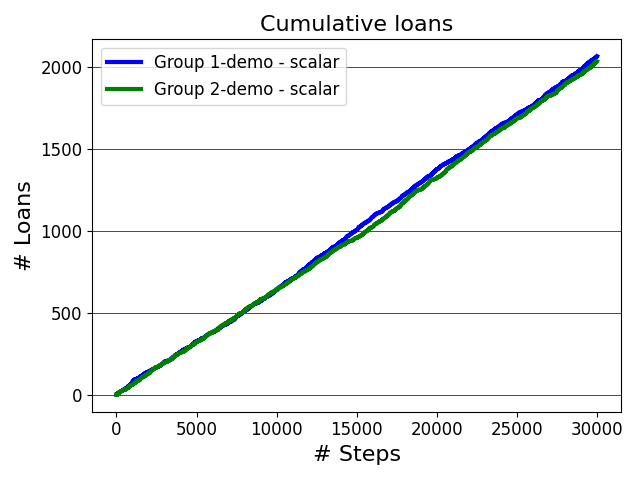 Cumulative loans
Group 1-demo - scalar
Group 2-demo - scalar
# Loans
2000
1500
1000
500
0
0 5000 10000 15000 20000 25000 30000
# Steps